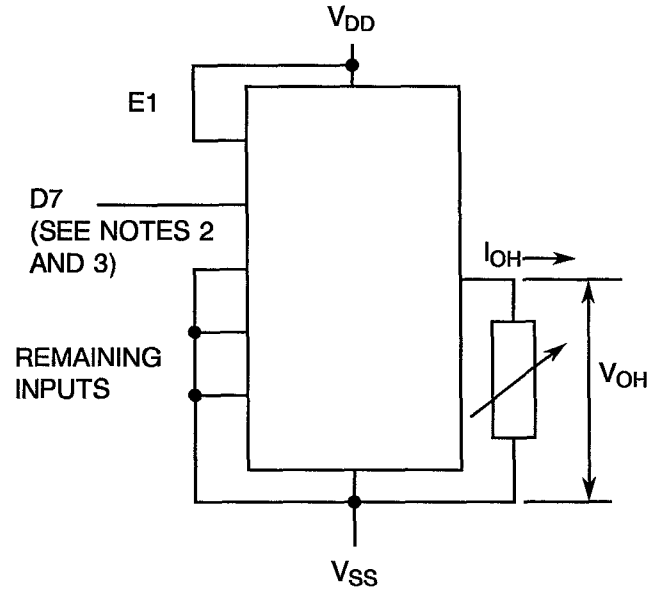 VDD
E1
D7
(SEE NOTES 2
AND 3)
IOH
REMAINING
INPUTS
VOH
VSS